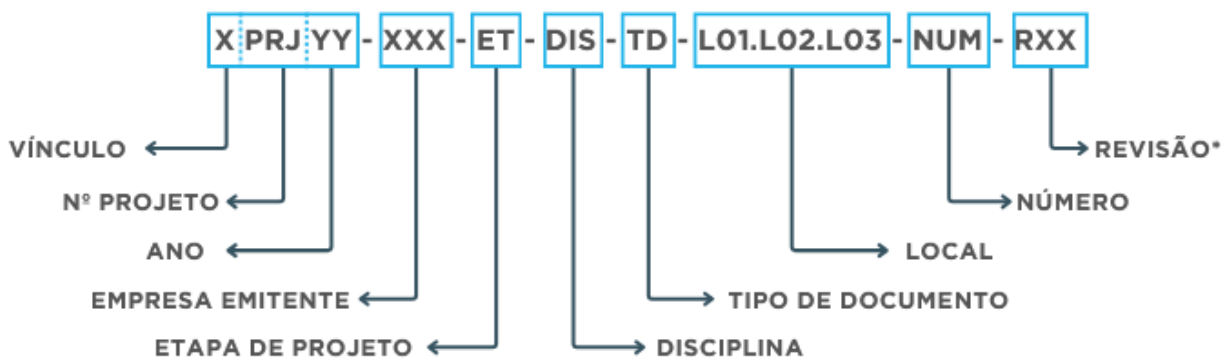 X PRJ YY - XXX - ET - DIS - TD - L01.L02.L03 - NUM - RXX
VÍNCULO
REVISÃO*
Nº PROJETO
NÚMERO
ANO
LOCAL
EMPRESA EMITENTE
TIPO DE DOCUMENTO
ETAPA DE PROJETO
DISCIPLINA